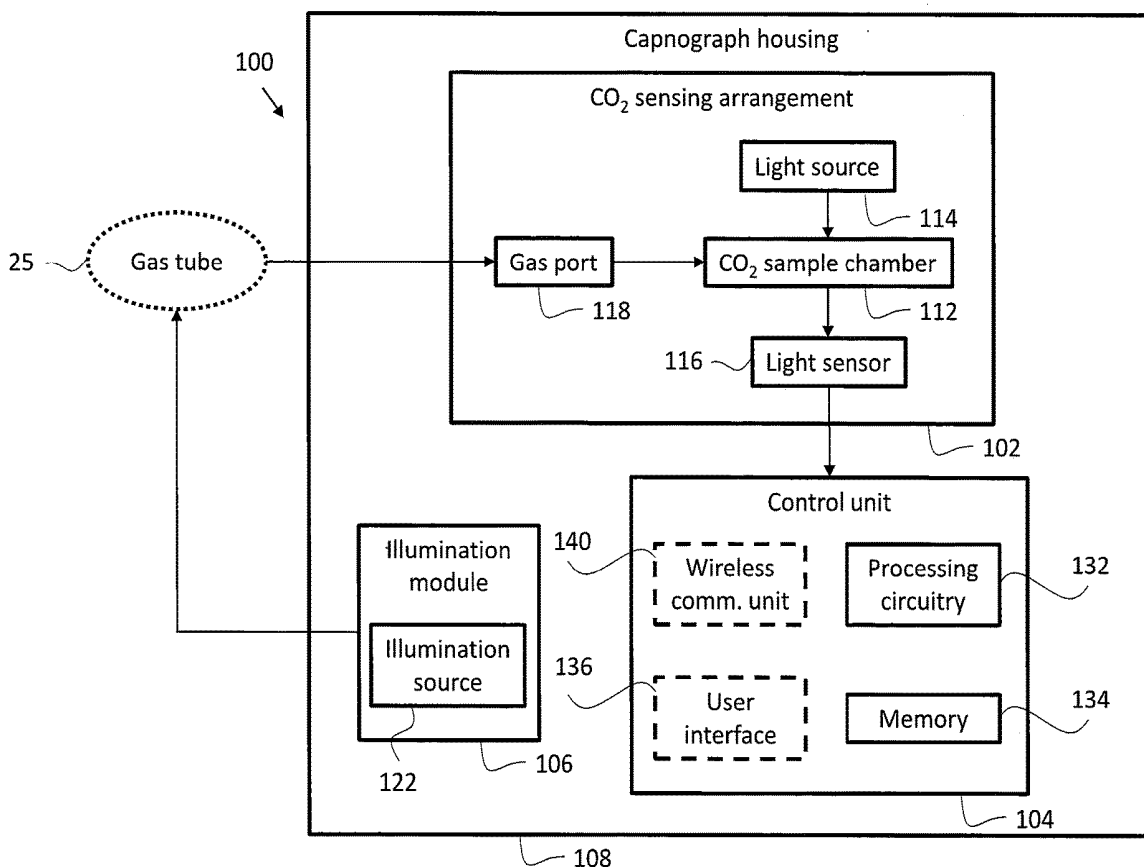 Capnograph housing
100
CO₂ sensing arrangement
Light source
114
25
Gas tube
Gas port
CO₂ sample chamber
118
112
116
Light sensor
102
Control unit
Illumination
module
140
Wireless
comm. unit
Processing
circuitry
132
Illumination
source
136
User
interface
Memory
134
122
106
104
108